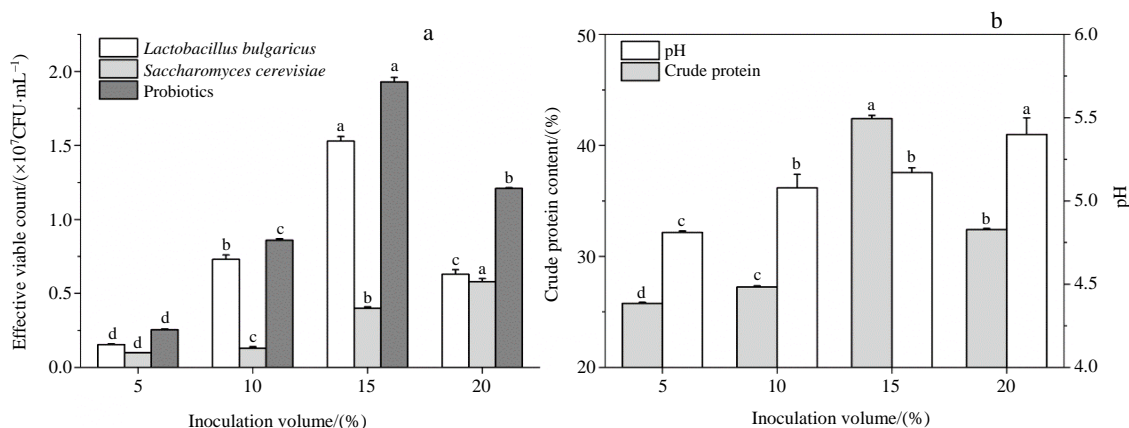 a
Lactobacillus bulgaricus
Saccharomyces cerevisiae
Probiotics
Effective viable count/(×10⁷CFU·mL⁻¹)
2.0
1.5
1.0
0.5
0.0
d d d
b c c
a b a
c a b
5 10 15 20
Inoculation volume/(%)
b
pH
Crude protein
Crude protein content/(%)
50
40
30
20
d c
c b
a b
b a
6.0
5.5
5.0
4.5
4.0
pH
5 10 15 20
Inoculation volume/(%)